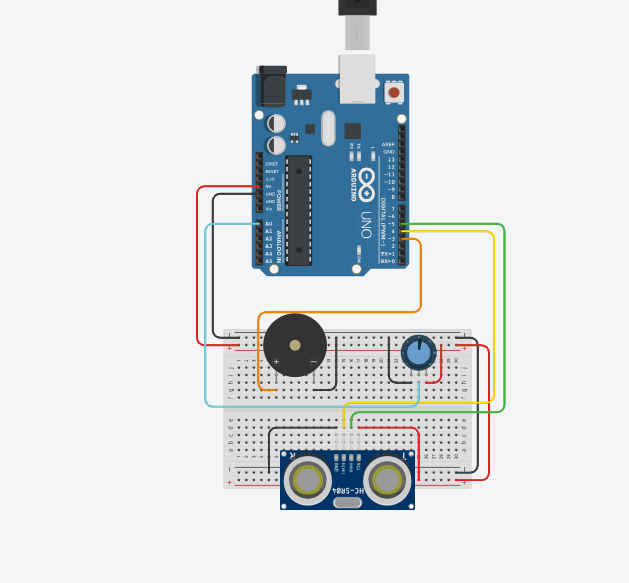 AREF
GND
13
12
~11
~10
~9
8
7
~6
~5
4
~3
2
TX→1
RX←0
DIGITAL (PWM~)
IOREF
RESET
3.3V
5V
GND
GND
Vin
POWER
A0
A1
A2
A3
A4
A5
ANALOG IN
L
TX
RX
ON
ARDUINO
UNO
+
−
j
i
h
g
f
e
d
c
b
a
GND
ECHO
TRIG
VCC
R
T
HC-SR04